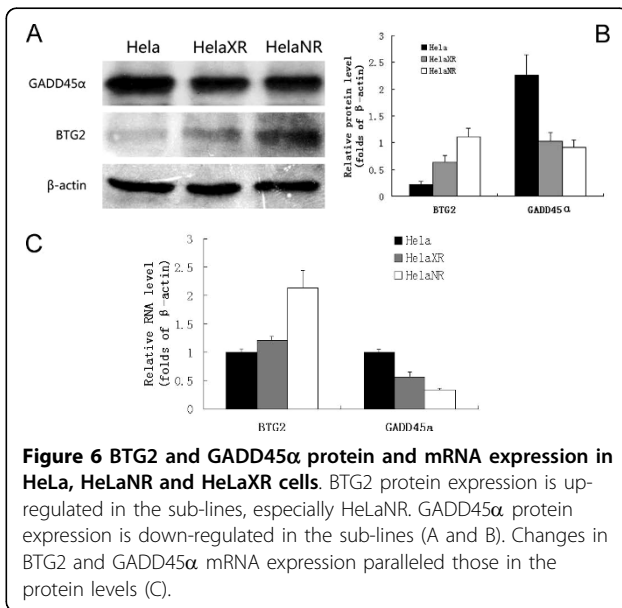 A
Hela HelaXR HelaNR
GADD45α
BTG2
β-actin
B
Relative protein level
(folds of β-actin)
3
2.5
2
1.5
1
0.5
0
Hela
HelaXR
HelaNR
BTG2 GADD45α
C
Relative RNA level
(folds of β-actin)
3
2.5
2
1.5
1
0.5
0
Hela
HelaXR
HelaNR
BTG2 GADD45α
Figure 6 BTG2 and GADD45α protein and mRNA expression in
HeLa, HeLaNR and HeLaXR cells. BTG2 protein expression is up-
regulated in the sub-lines, especially HeLaNR. GADD45α protein
expression is down-regulated in the sub-lines (A and B). Changes in
BTG2 and GADD45α mRNA expression paralleled those in the
protein levels (C).